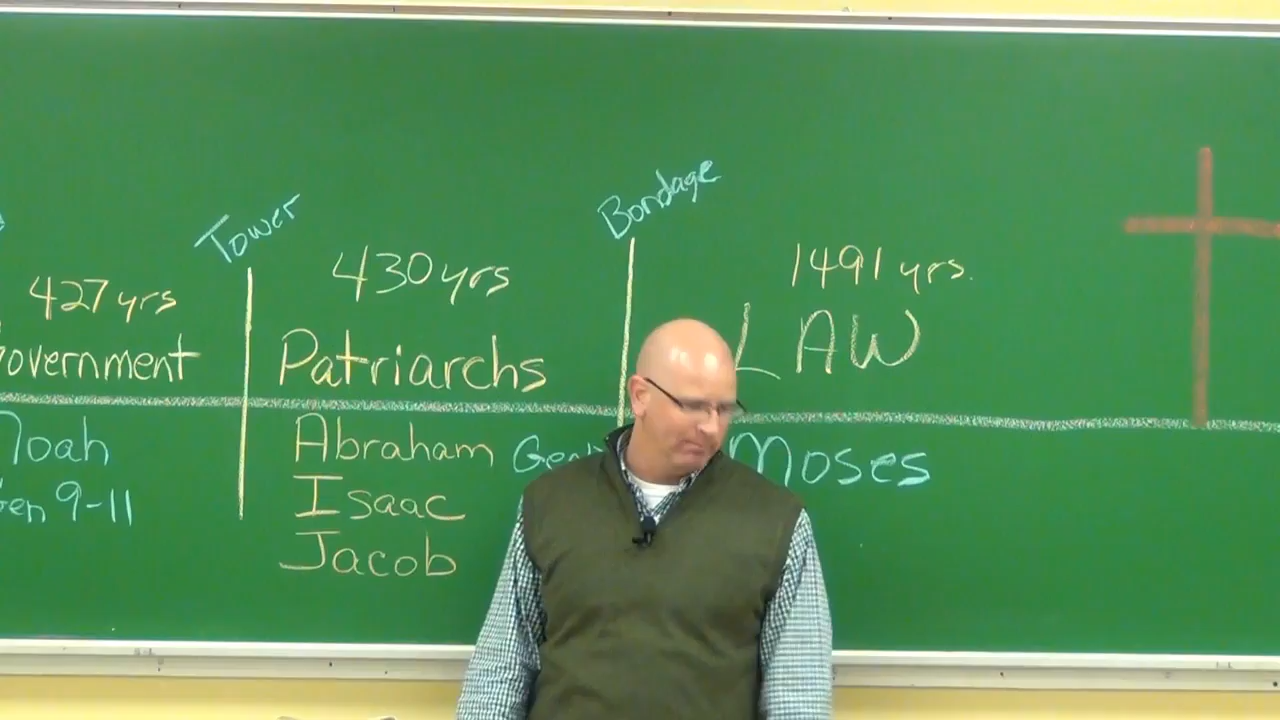 Tower
Bondage
427 yrs
430 yrs
1491 yrs.
overnment
Patriarchs
LAW
Noah
Abraham
Moses
en 9-11
Isaac
Jacob